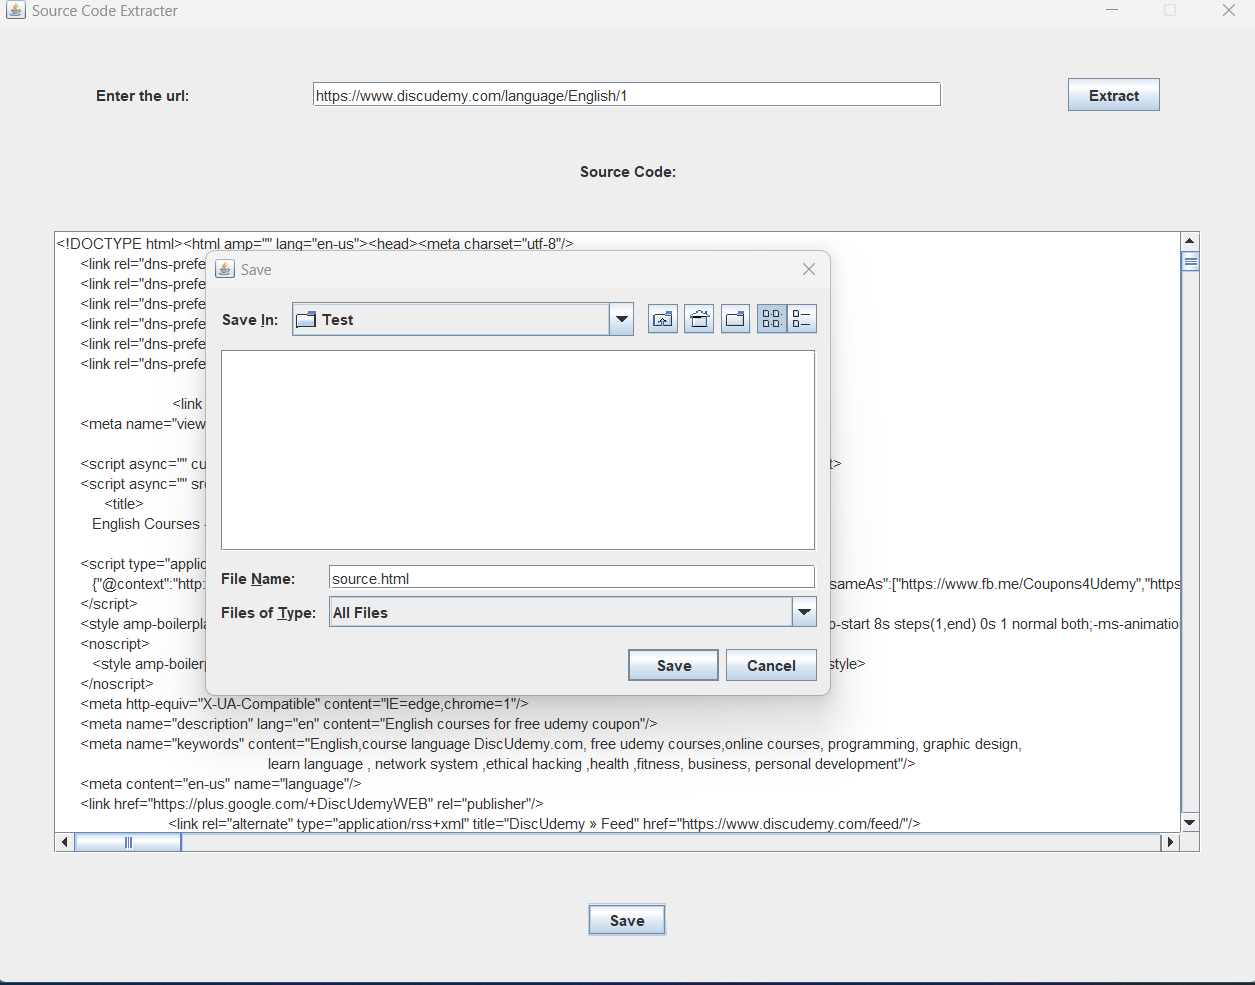 Source Code Extracter
Enter the url:
https://www.discudemy.com/language/English/1
Extract
Source Code:
<!DOCTYPE html><html amp="" lang="en-us"><head><meta charset="utf-8"/>
<link rel="dns-prefe
<link rel="dns-prefe
<link rel="dns-prefe
<link rel="dns-prefe
<link rel="dns-prefe
<link rel="dns-prefe
<link
<meta name="view
<script async="" cu
t>
<script async="" sr
<title>
English Courses -
<script type="applic
{"@context":"http:
sameAs":["https://www.fb.me/Coupons4Udemy","https
</script>
<style amp-boilerpla
-start 8s steps(1,end) 0s 1 normal both;-ms-animatio
<noscript>
<style amp-boilerp
style>
</noscript>
<meta http-equiv="X-UA-Compatible" content="IE=edge,chrome=1"/>
<meta name="description" lang="en" content="English courses for free udemy coupon"/>
<meta name="keywords" content="English,course language DiscUdemy.com, free udemy courses,online courses, programming, graphic design,
learn language , network system ,ethical hacking ,health ,fitness, business, personal development"/>
<meta content="en-us" name="language"/>
<link href="https://plus.google.com/+DiscUdemyWEB" rel="publisher"/>
<link rel="alternate" type="application/rss+xml" title="DiscUdemy » Feed" href="https://www.discudemy.com/feed/"/>
Save
Save In:
Test
File Name:
source.html
Files of Type:
All Files
Save
Cancel
Save